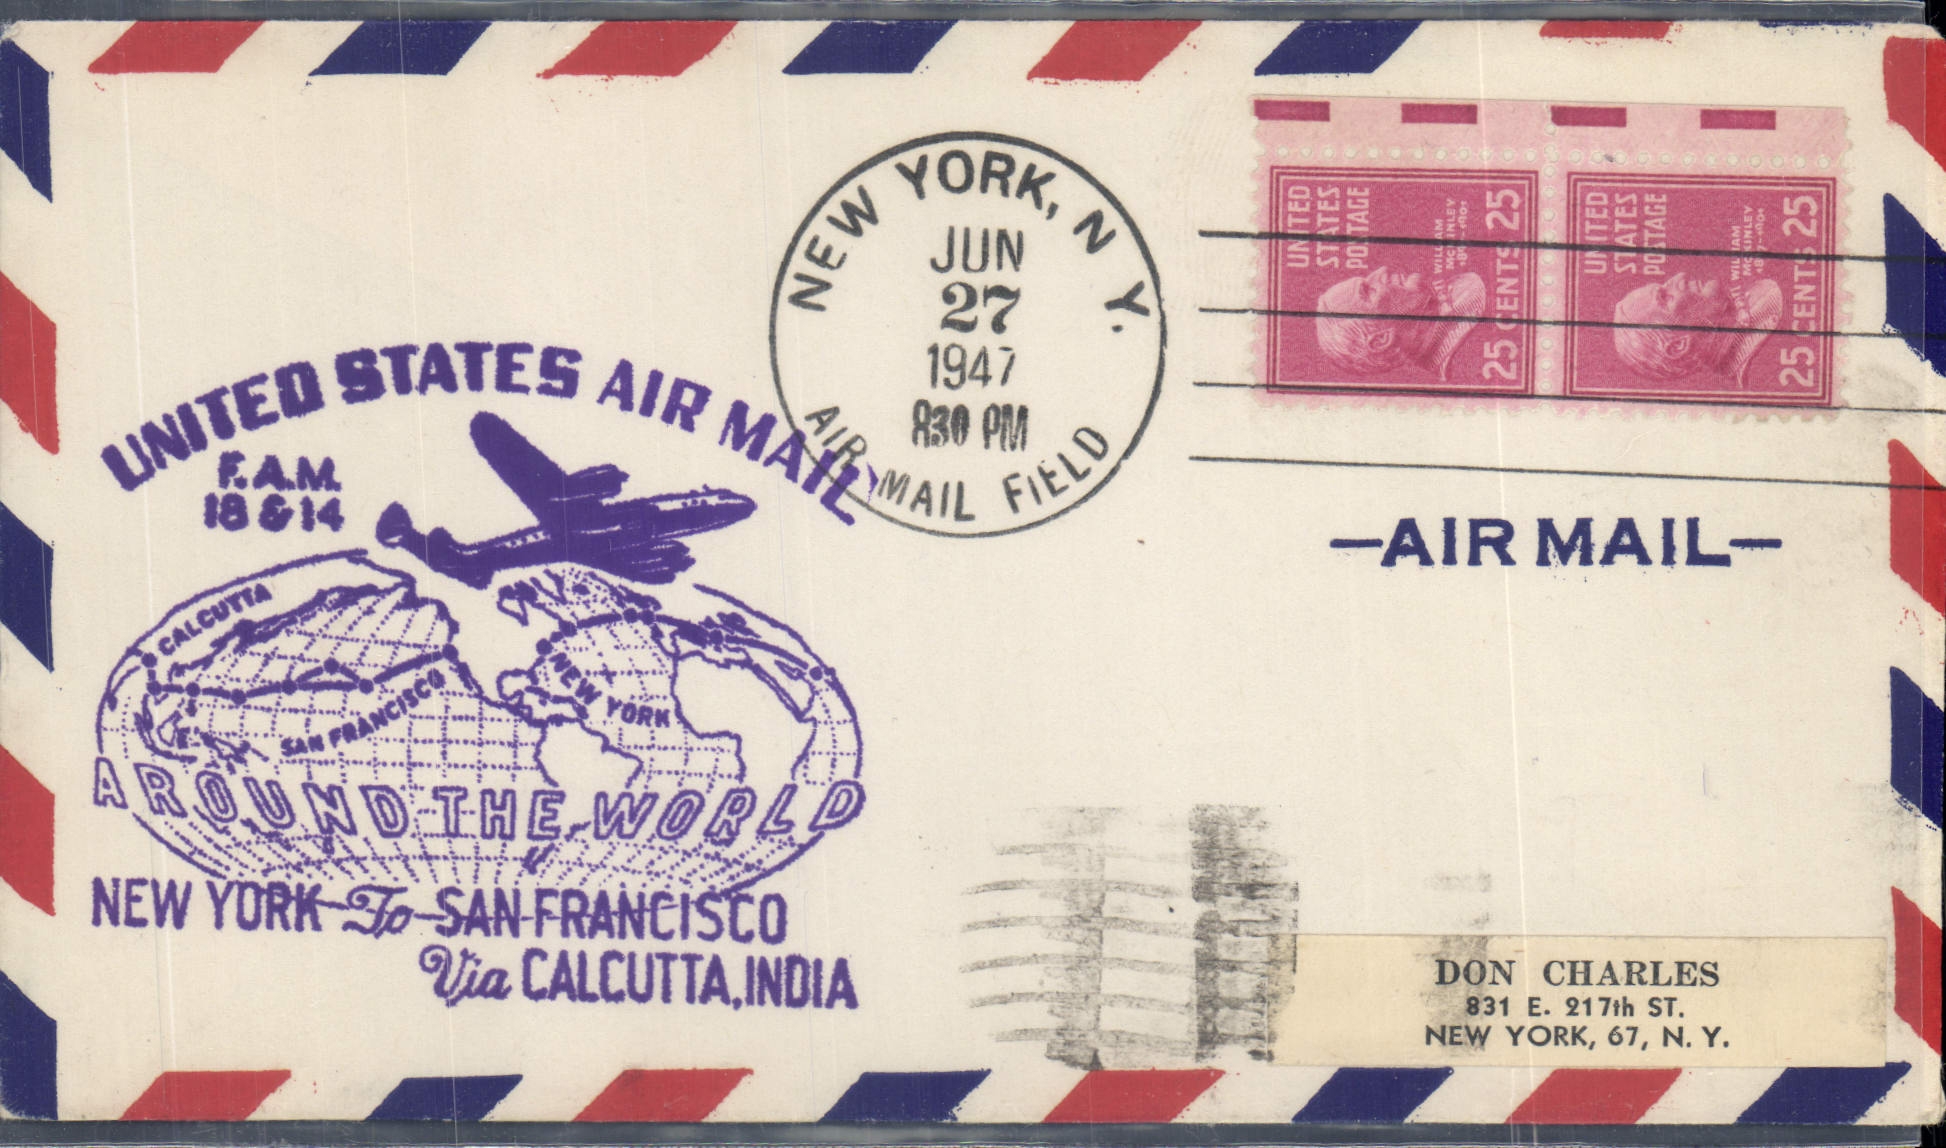 UNITED STATES AIR MAIL
F.A.M.
18 & 14
CALCUTTA
SAN FRANCISCO
NEW YORK
AROUND-THE-WORLD
NEW YORK To SAN FRANCISCO
Via CALCUTTA, INDIA
NEW YORK, N.Y.
JUN
27
1947
830 PM
AIR MAIL FIELD
UNITED
STATES
POSTAGE
WILLIAM
MCKINLEY
25 CENTS 25
UNITED
STATES
POSTAGE
WILLIAM
MCKINLEY
25 CENTS 25
—AIR MAIL—
DON CHARLES
831 E. 217th ST.
NEW YORK, 67, N. Y.